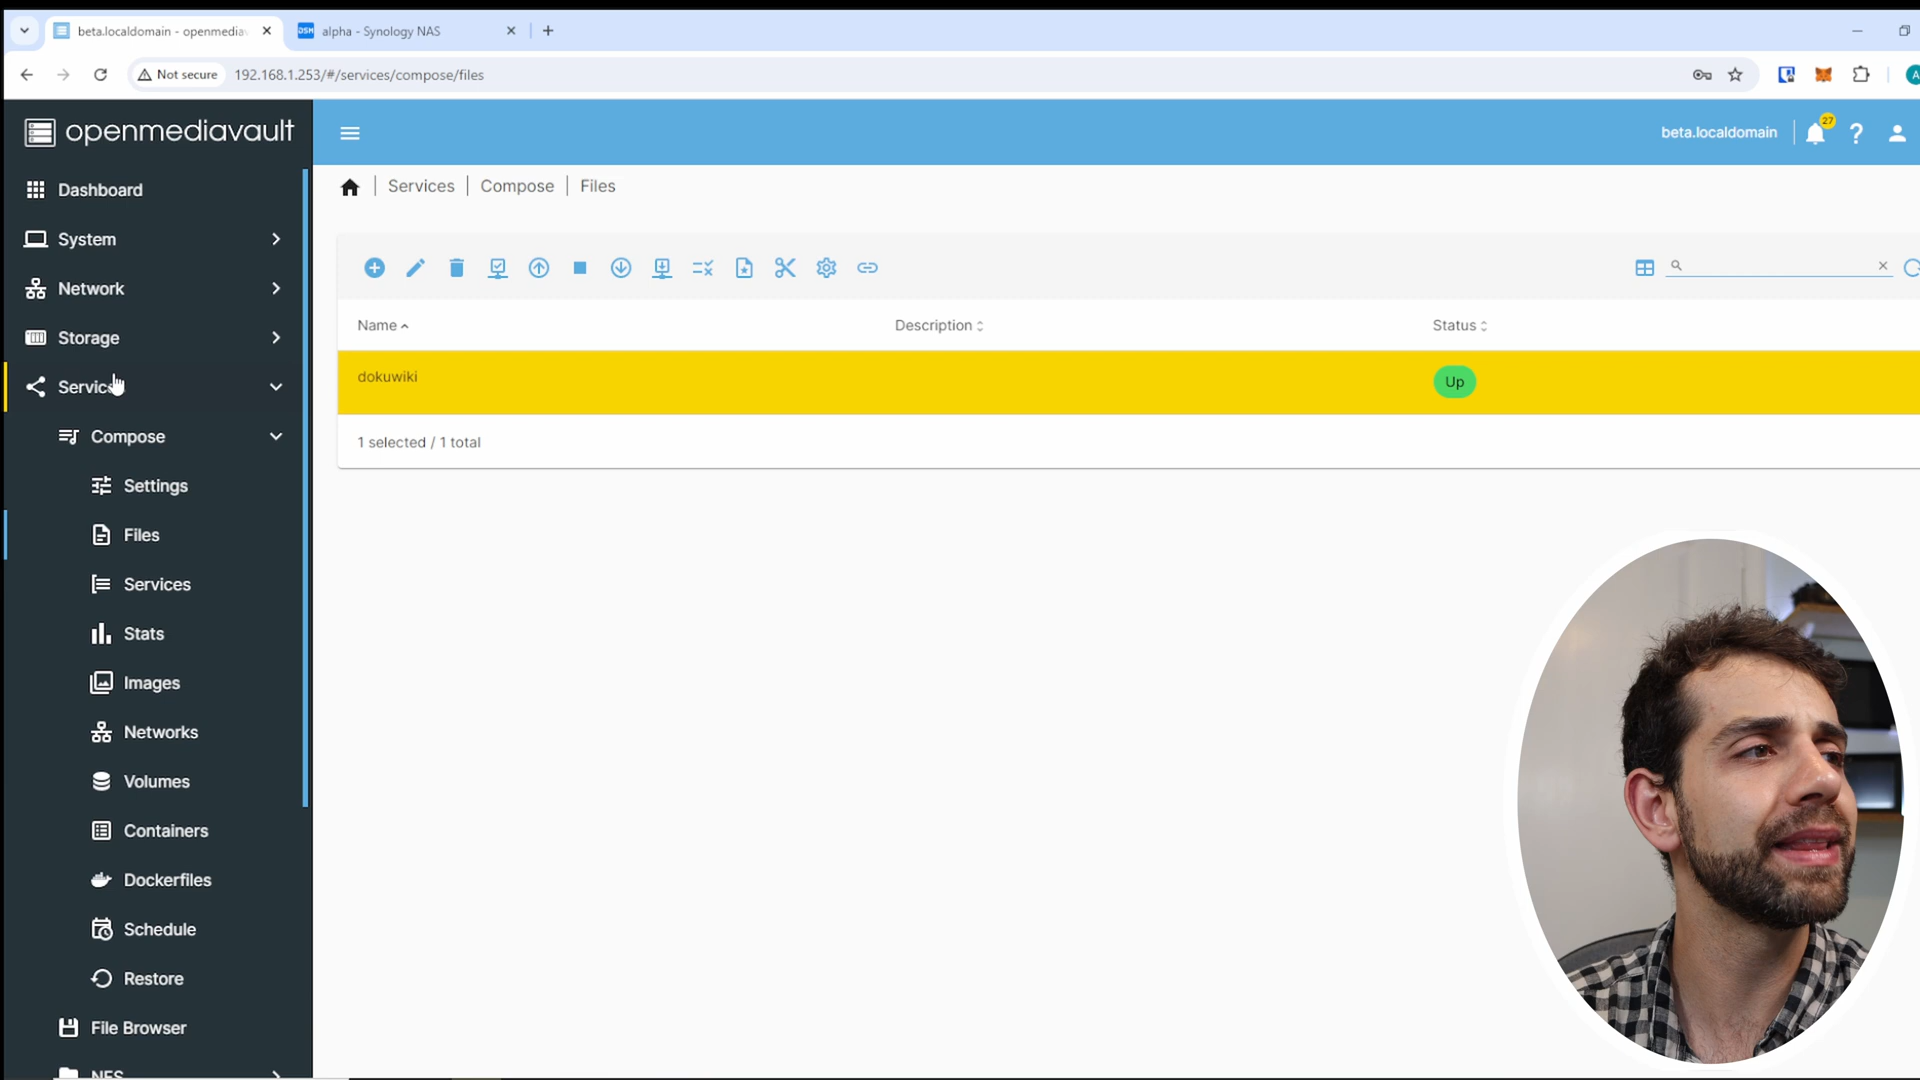 beta.localdomain - openmedia
DSM alpha - Synology NAS
Not secure 192.168.1.253/#/services/compose/files
A
openmediavault
beta.localdomain
27
Dashboard
System
Network
Storage
Compose
Settings
Files
Services
Stats
Images
Networks
Volumes
Containers
Dockerfiles
Schedule
Restore
File Browser
NFS
Services | Compose | Files
Name
Description
Status
dokuwiki
Up
1 selected / 1 total